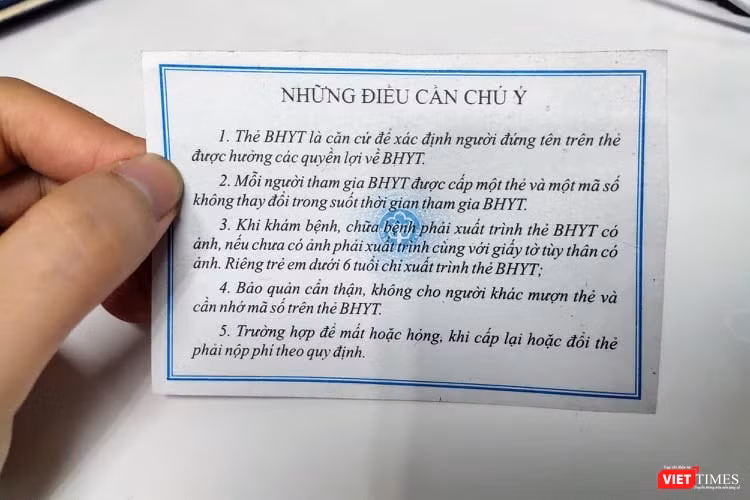 NHỮNG ĐIỀU CẦN CHÚ Ý
1. Thẻ BHYT là căn cứ để xác định người đứng tên trên thẻ
được hưởng các quyền lợi về BHYT.
2. Mỗi người tham gia BHYT được cấp một thẻ và một mã số
không thay đổi trong suốt thời gian tham gia BHYT.
3. Khi khám bệnh, chữa bệnh phải xuất trình thẻ BHYT có
ảnh, nếu chưa có ảnh phải xuất trình cùng với giấy tờ tùy thân có
ảnh. Riêng trẻ em dưới 6 tuổi chỉ xuất trình thẻ BHYT;
4. Bảo quản cẩn thận, không cho người khác mượn thẻ và
cần nhớ mã số trên thẻ BHYT.
5. Trường hợp để mất hoặc hỏng, khi cấp lại hoặc đổi thẻ
phải nộp phí theo quy định.
VIETTIMES